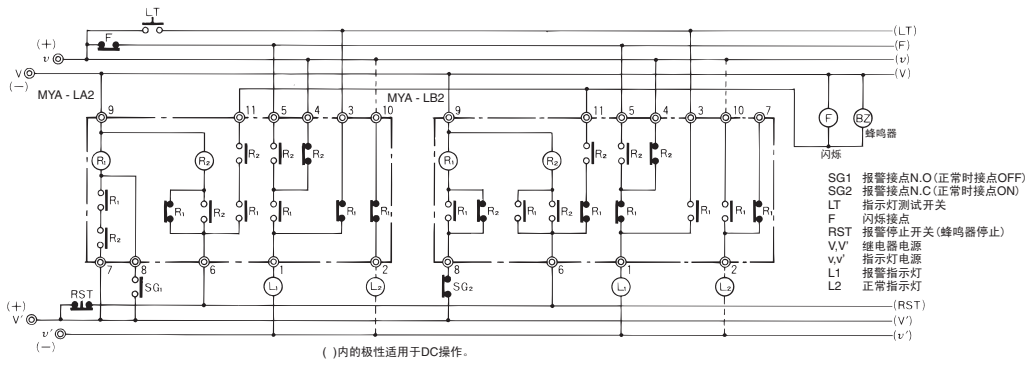 LT
(LT)
F
(F)
(+)
v
(v)
V
(V)
(−)
MYA - LA2
MYA - LB2
9
11
5
4
3
10
9
11
5
4
3
10
7
F
闪烁
BZ
蜂鸣器
R₁
R₂
R₂
R₂
R₂
R₁
R₂
R₂
R₂
R₂
R₁
R₁
R₂
R₁
R₁
R₁
R₁
R₂
R₁
R₂
R₁
R₂
R₁
R₁
R₁
R₁
R₁
7
8
6
1
2
8
6
1
2
SG₁
L₁
L₂
SG₂
L₁
L₂
RST
(RST)
(+)
V'
(V')
v'
(v')
(−)
SG1 报警接点N.O(正常时接点OFF)
SG2 报警接点N.C(正常时接点ON)
LT 指示灯测试开关
F 闪烁接点
RST 报警停止开关(蜂鸣器停止)
V,V' 继电器电源
v,v' 指示灯电源
L1 报警指示灯
L2 正常指示灯
( )内的极性适用于DC操作。